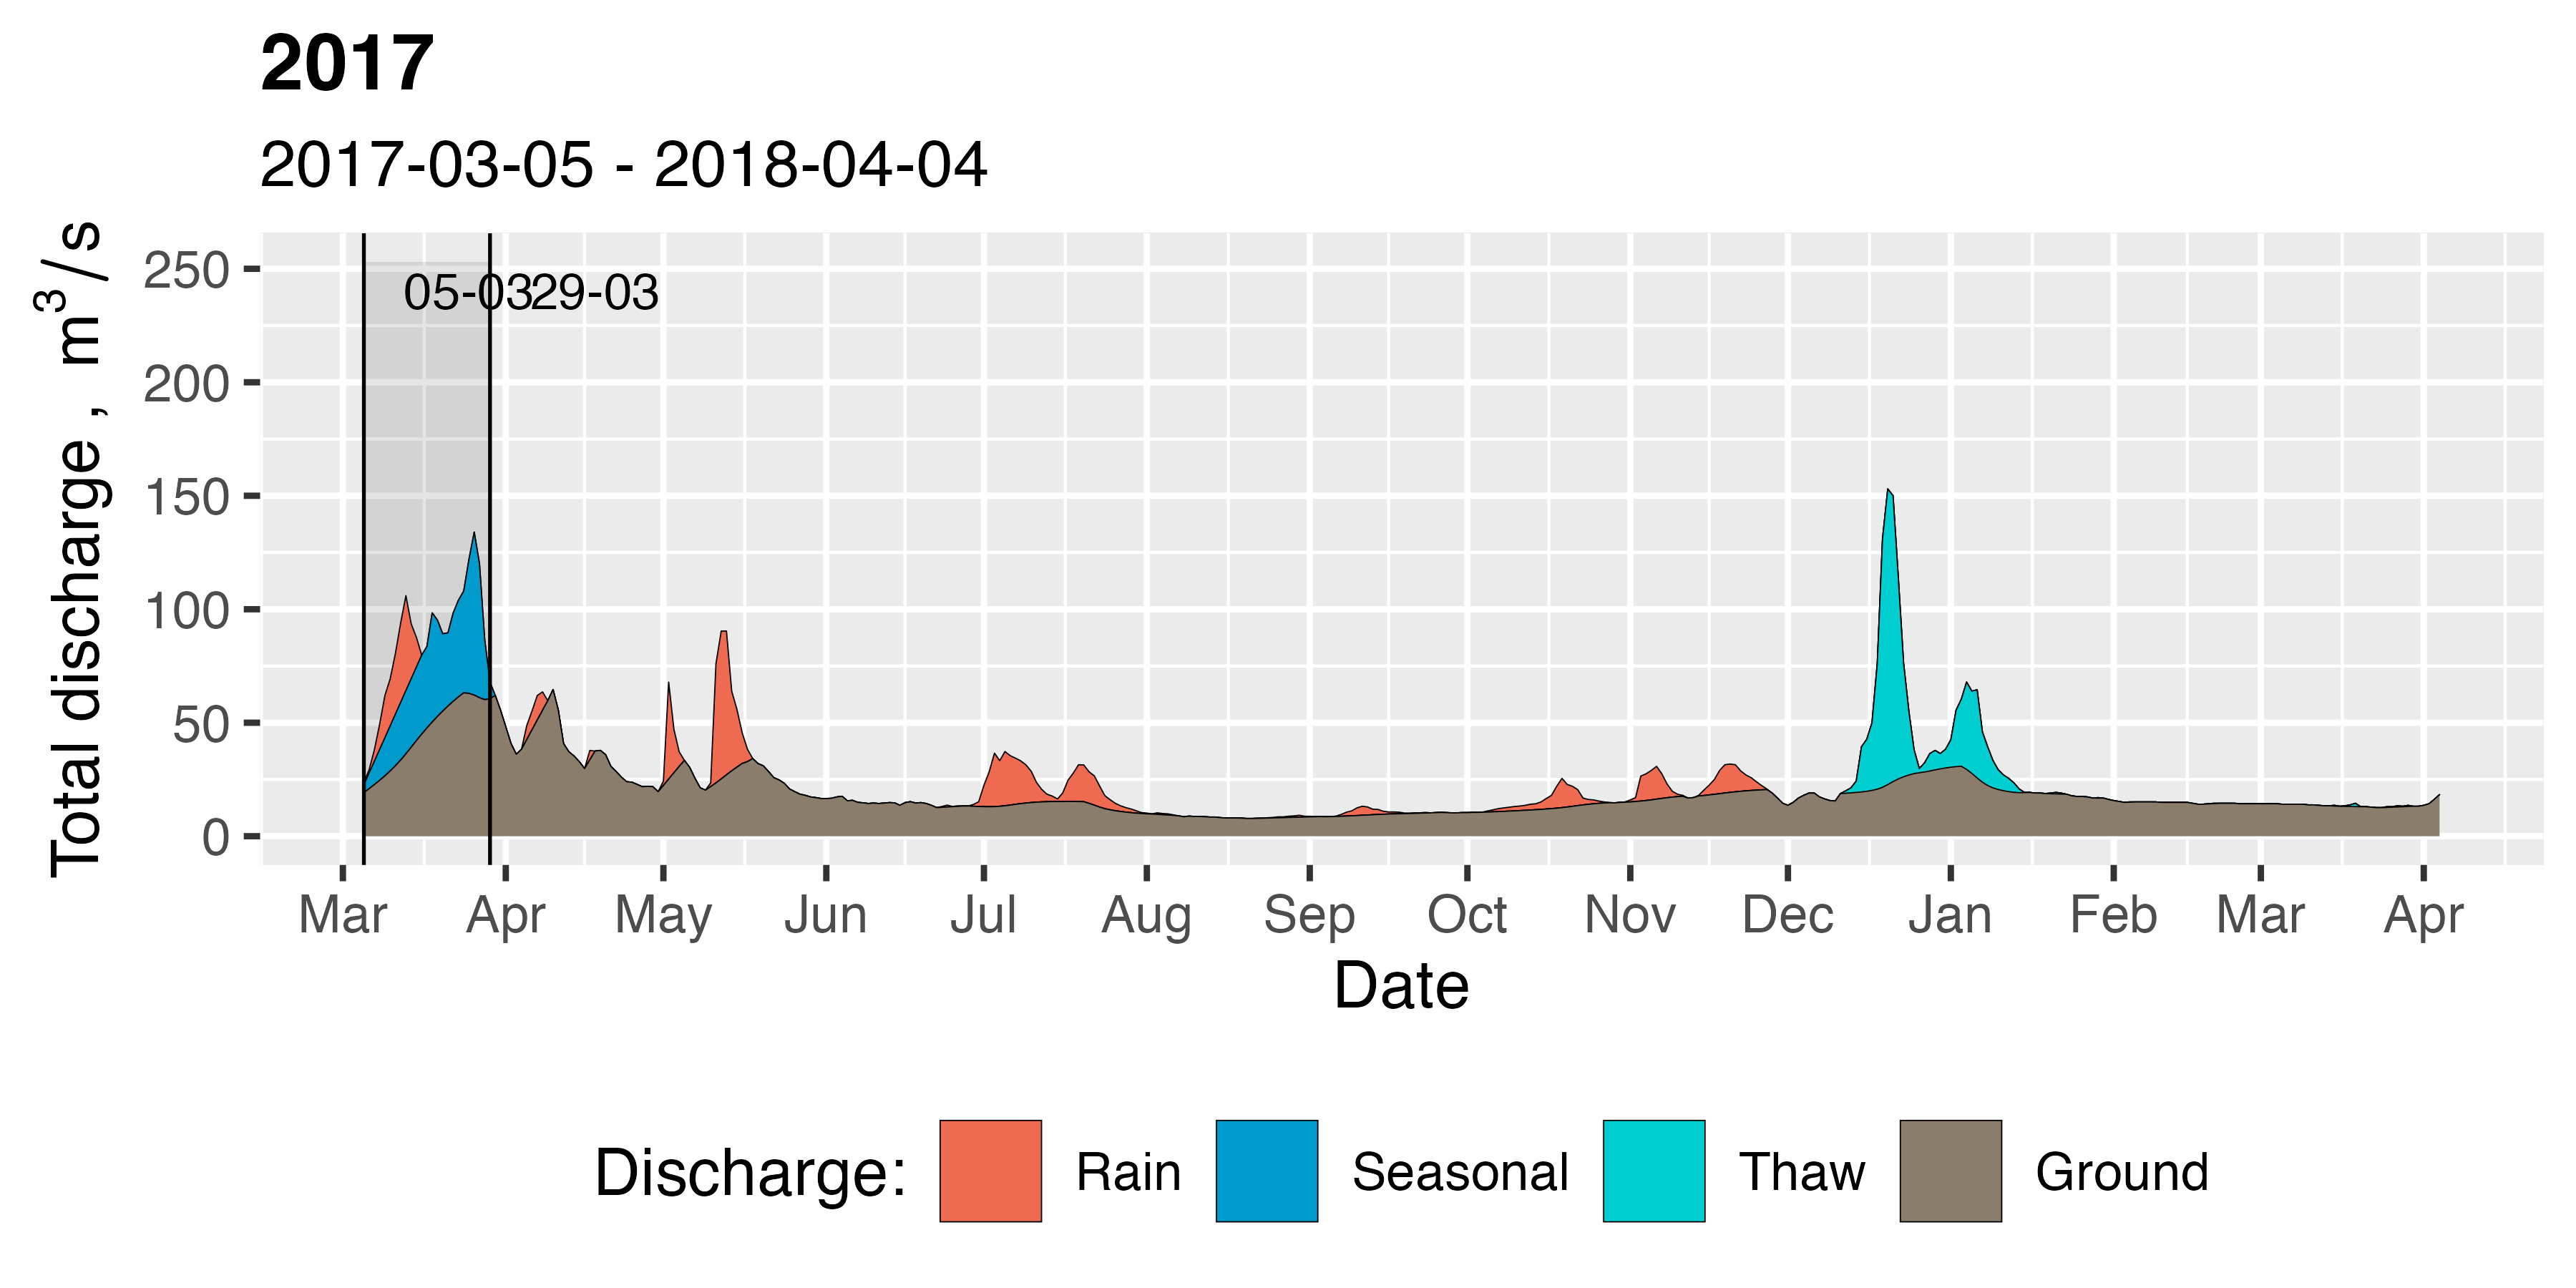 2017
2017-03-05 - 2018-04-04
Total discharge , m³/s
250
200
150
100
50
0
05-03
29-03
Mar Apr May Jun Jul Aug Sep Oct Nov Dec Jan Feb Mar Apr
Date
Discharge: Rain Seasonal Thaw Ground